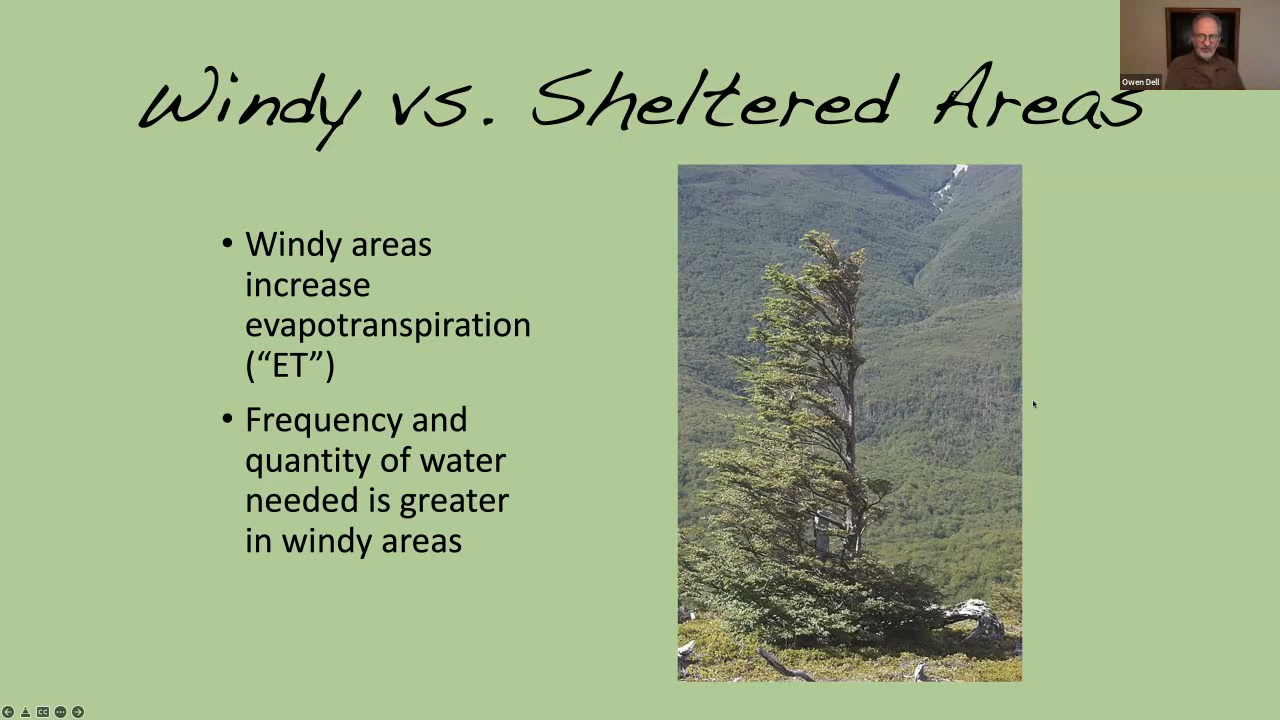 Owen Dell
Windy vs. Sheltered Areas
• Windy areas
increase
evapotranspiration
(“ET”)
• Frequency and
quantity of water
needed is greater
in windy areas
CC